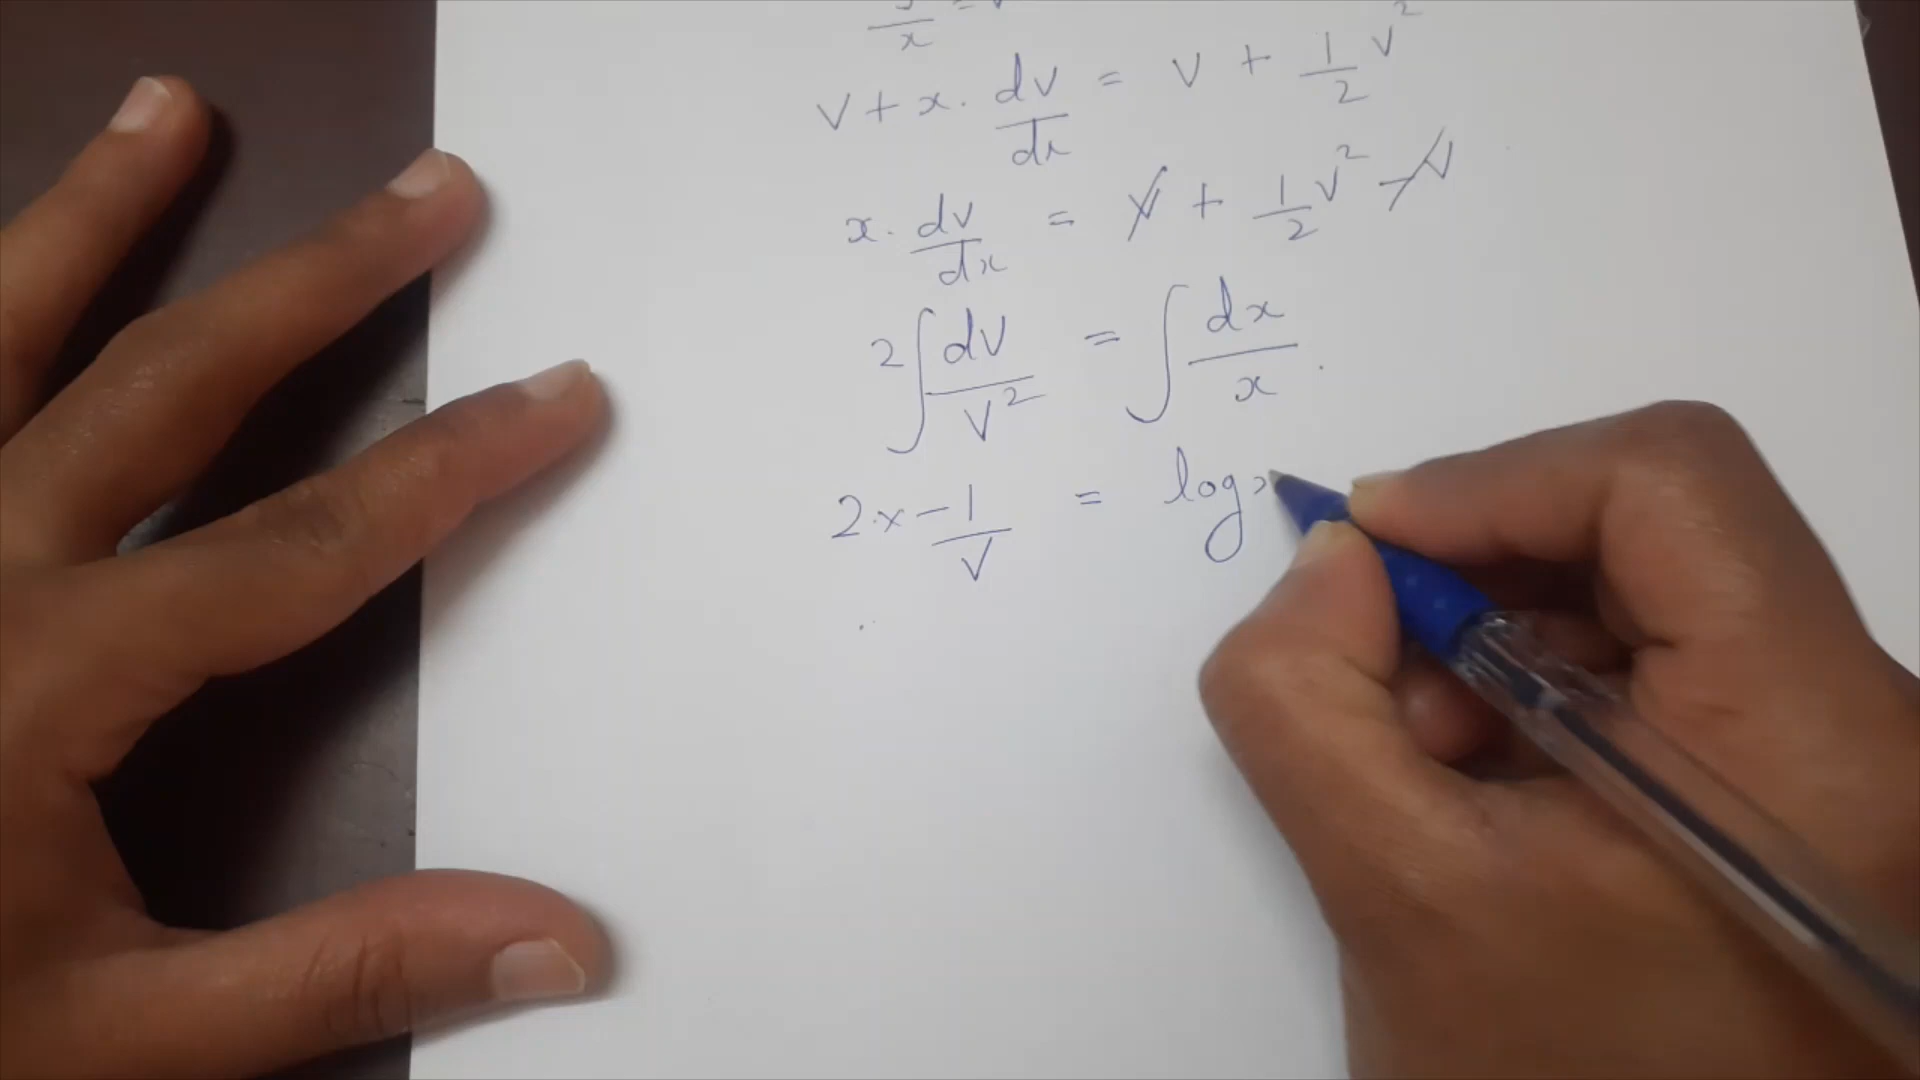 y/x = v
v + x. dv/dx = v + 1/2 v²
x. dv/dx = v + 1/2 v² - v
2∫ dv/v² = ∫ dx/x.
2 x -1/v = log x